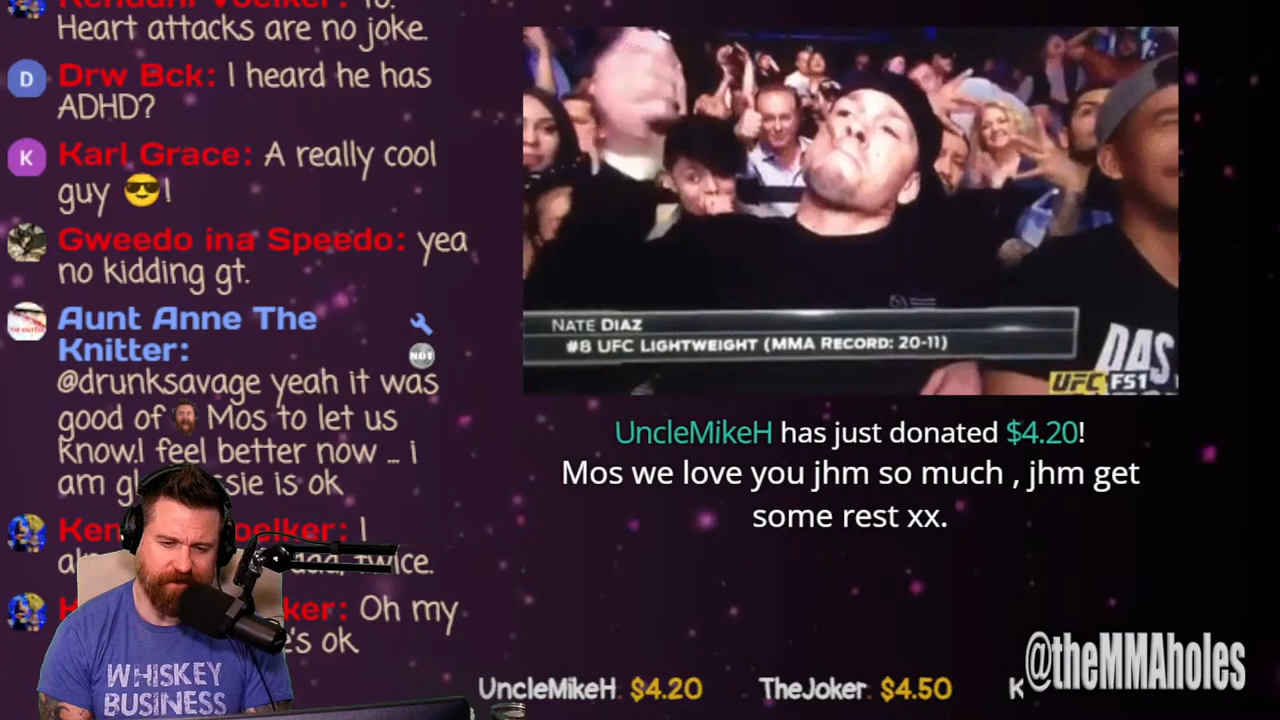 Heart attacks are no joke.
D
Drw Bck: I heard he has
ADHD?
K
Karl Grace: A really cool
guy 😎!
Gweedo ina Speedo: yea
no kidding gt.
Aunt Anne The
Knitter:
@drunksavage yeah it was
good of Mos to let us
know.I feel better now ... i
am ok
I
twice.
Oh my
ok
WHISKEY
BUSINESS
NATE DIAZ
#8 UFC LIGHTWEIGHT (MMA RECORD: 20-11)
DAS
UFC FS1
UncleMikeH has just donated $4.20!
Mos we love you jhm so much , jhm get
some rest xx.
@theMMAholes
UncleMikeH $4.20 TheJoker $4.50 K